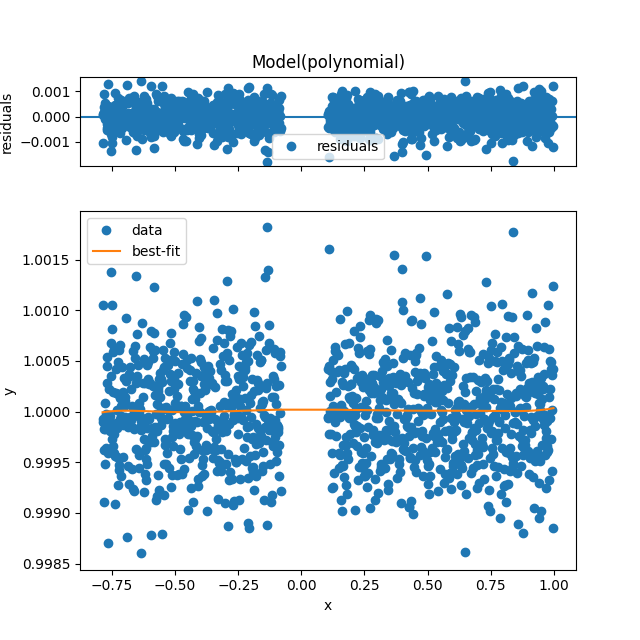 Model(polynomial)
residuals
0.001
0.000
−0.001
residuals
data
best-fit
y
1.0015
1.0010
1.0005
1.0000
0.9995
0.9990
0.9985
−0.75 −0.50 −0.25 0.00 0.25 0.50 0.75 1.00
x